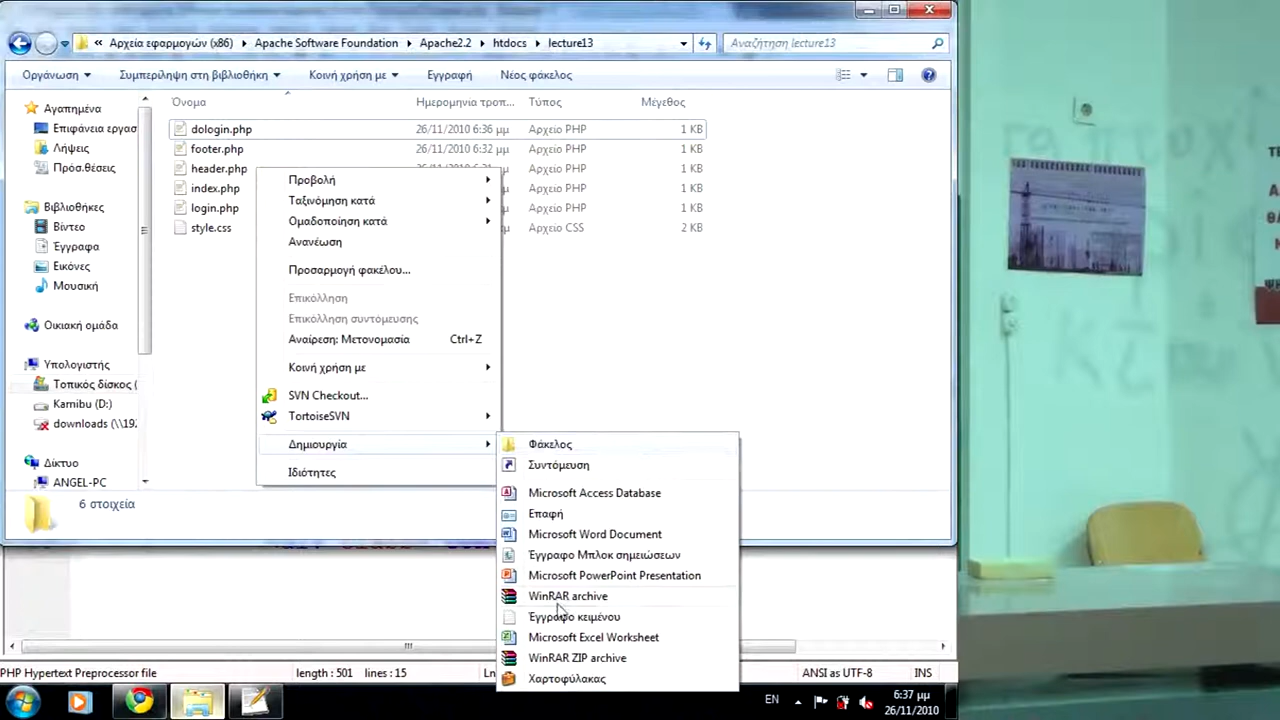 « Αρχεία εφαρμογών (x86) Apache Software Foundation Apache2.2 htdocs lecture13 Αναζήτηση lecture13
Οργάνωση Συμπερίληψη στη βιβλιοθήκη Κοινή χρήση με Εγγραφή Νέος φάκελος
Όνομα Ημερομηνία τροπ... Τύπος Μέγεθος
Αγαπημένα
Επιφάνεια εργασ
Λήψεις
Πρόσ.θέσεις
Βιβλιοθήκες
Βίντεο
Έγγραφα
Εικόνες
Μουσική
Οικιακή ομάδα
Υπολογιστής
Τοπικός δίσκος (
Karnibu (D:)
downloads (\\19
Δίκτυο
ANGEL-PC
dologin.php 26/11/2010 6:36 μμ Αρχείο PHP 1 KB
footer.php 26/11/2010 6:32 μμ Αρχείο PHP 1 KB
header.php Αρχείο PHP 1 KB
index.php μ Αρχείο PHP 1 KB
login.php μ Αρχείο PHP 1 KB
style.css μ Αρχείο CSS 2 KB
Προβολή
Ταξινόμηση κατά
Ομαδοποίηση κατά
Ανανέωση
Προσαρμογή φακέλου...
Επικόλληση
Επικόλληση συντόμευσης
Αναίρεση: Μετονομασία Ctrl+Z
Κοινή χρήση με
SVN Checkout...
TortoiseSVN
Δημιουργία
Ιδιότητες
Φάκελος
Συντόμευση
Microsoft Access Database
Επαφή
Microsoft Word Document
Έγγραφο Μπλοκ σημειώσεων
Microsoft PowerPoint Presentation
WinRAR archive
Έγγραφο κειμένου
Microsoft Excel Worksheet
WinRAR ZIP archive
Χαρτοφύλακας
6 στοιχεία
PHP Hypertext Preprocessor file length : 501 lines : 15 Ln ANSI as UTF-8 INS
EN 6:37 μμ
26/11/2010